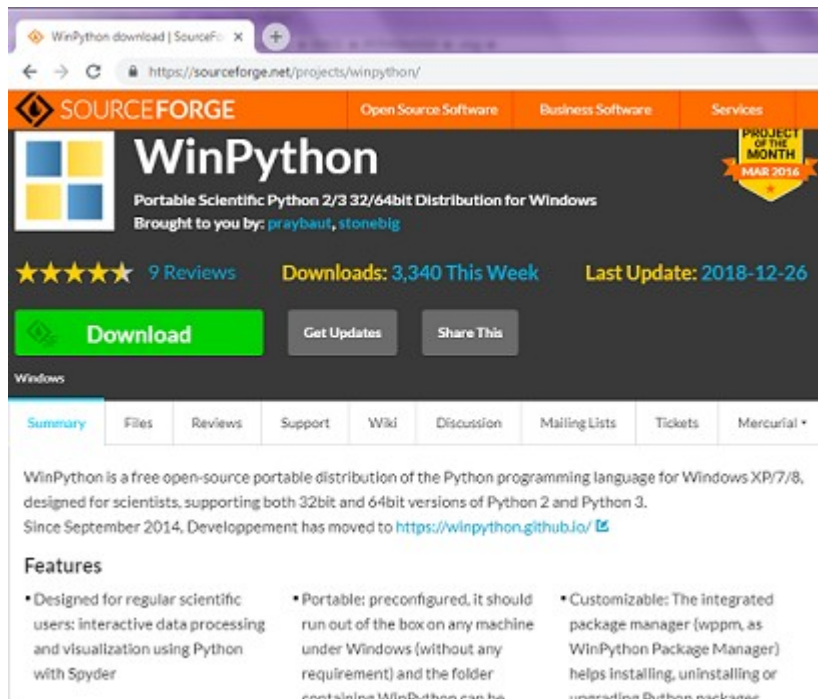 WinPython download | SourceFo
https://sourceforge.net/projects/winpython/
SOURCEFORGE Open Source Software Business Software Services
WinPython
PROJECT
OF THE
MONTH
MAR 2016
Portable Scientific Python 2/3 32/64bit Distribution for Windows
Brought to you by: praybaut, stonebig
9 Reviews Downloads: 3,340 This Week Last Update: 2018-12-26
Download Get Updates Share This
Windows
Summary Files Reviews Support Wiki Discussion Mailing Lists Tickets Mercurial
WinPython is a free open-source portable distribution of the Python programming language for Windows XP/7/8,
designed for scientists, supporting both 32bit and 64bit versions of Python 2 and Python 3.
Since September 2014, Developpement has moved to https://winpython.github.io/
Features
• Designed for regular scientific
users: interactive data processing
and visualization using Python
with Spyder
• Portable: preconfigured, it should
run out of the box on any machine
under Windows (without any
requirement) and the folder
containing WinPython can be
• Customizable: The integrated
package manager (wppm, as
WinPython Package Manager)
helps installing, uninstalling or
upgrading Python packages